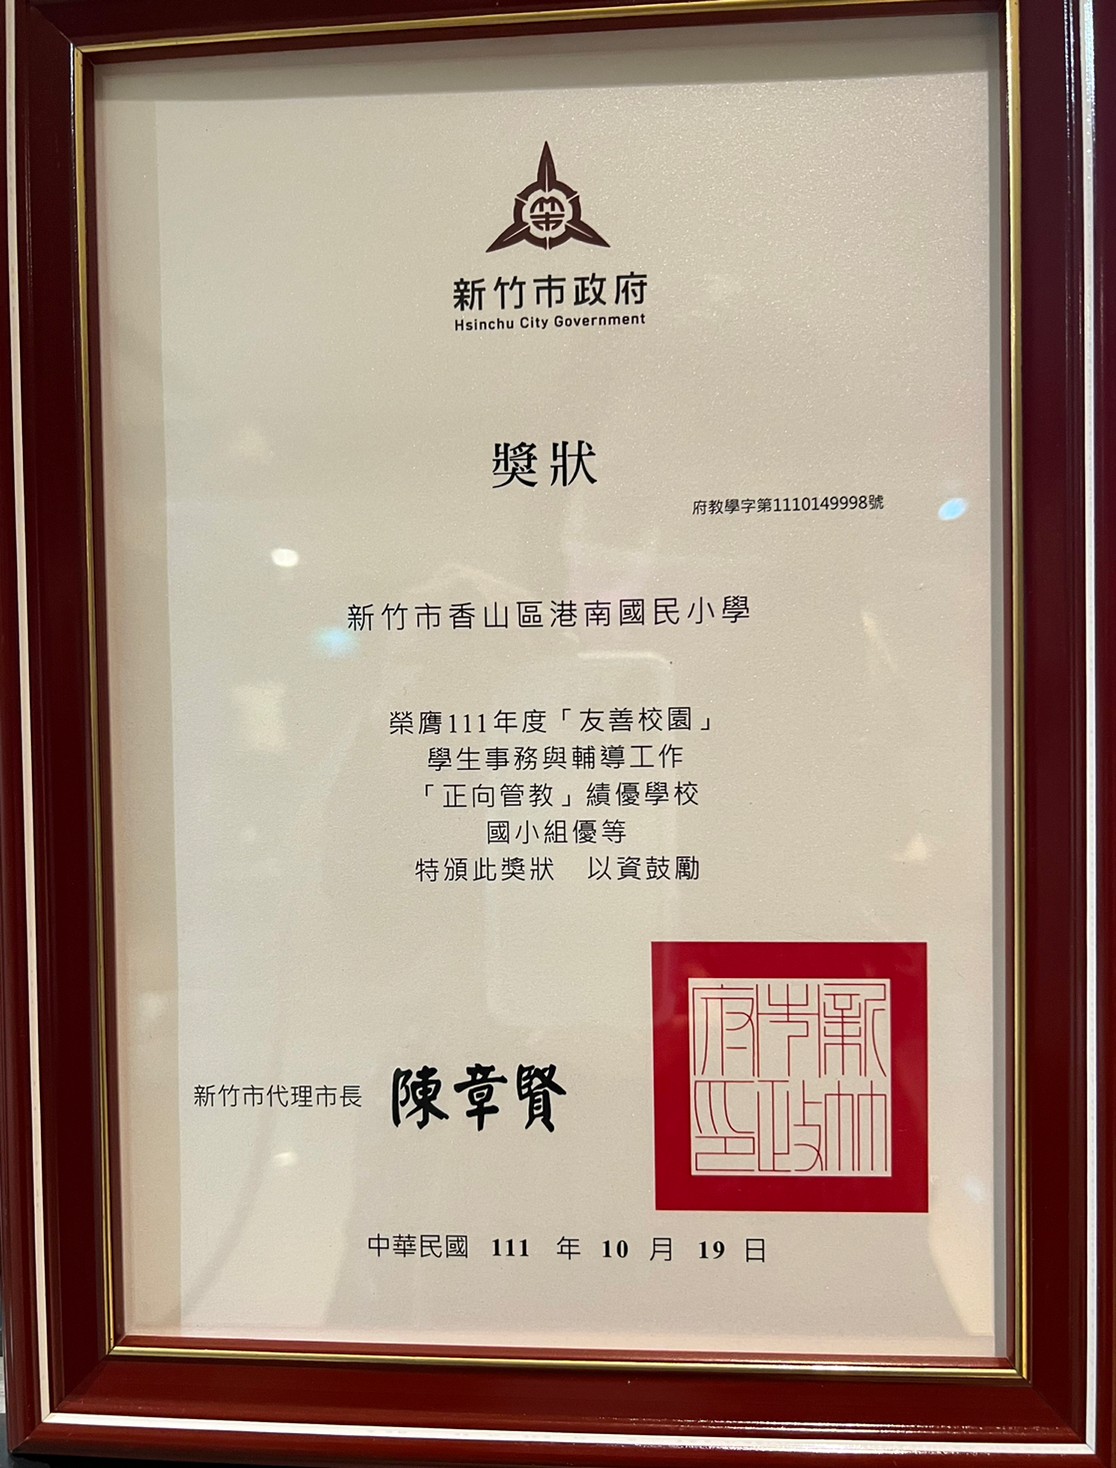 新竹市政府
Hsinchu City Government
獎狀
府教學字第1110149998號
新竹市香山區港南國民小學
榮膺111年度「友善校園」
學生事務與輔導工作
「正向管教」績優學校
國小組優等
特頒此獎狀　以資鼓勵
新竹市政府印
新竹市代理市長 陳章賢
中華民國 111 年 10 月 19 日